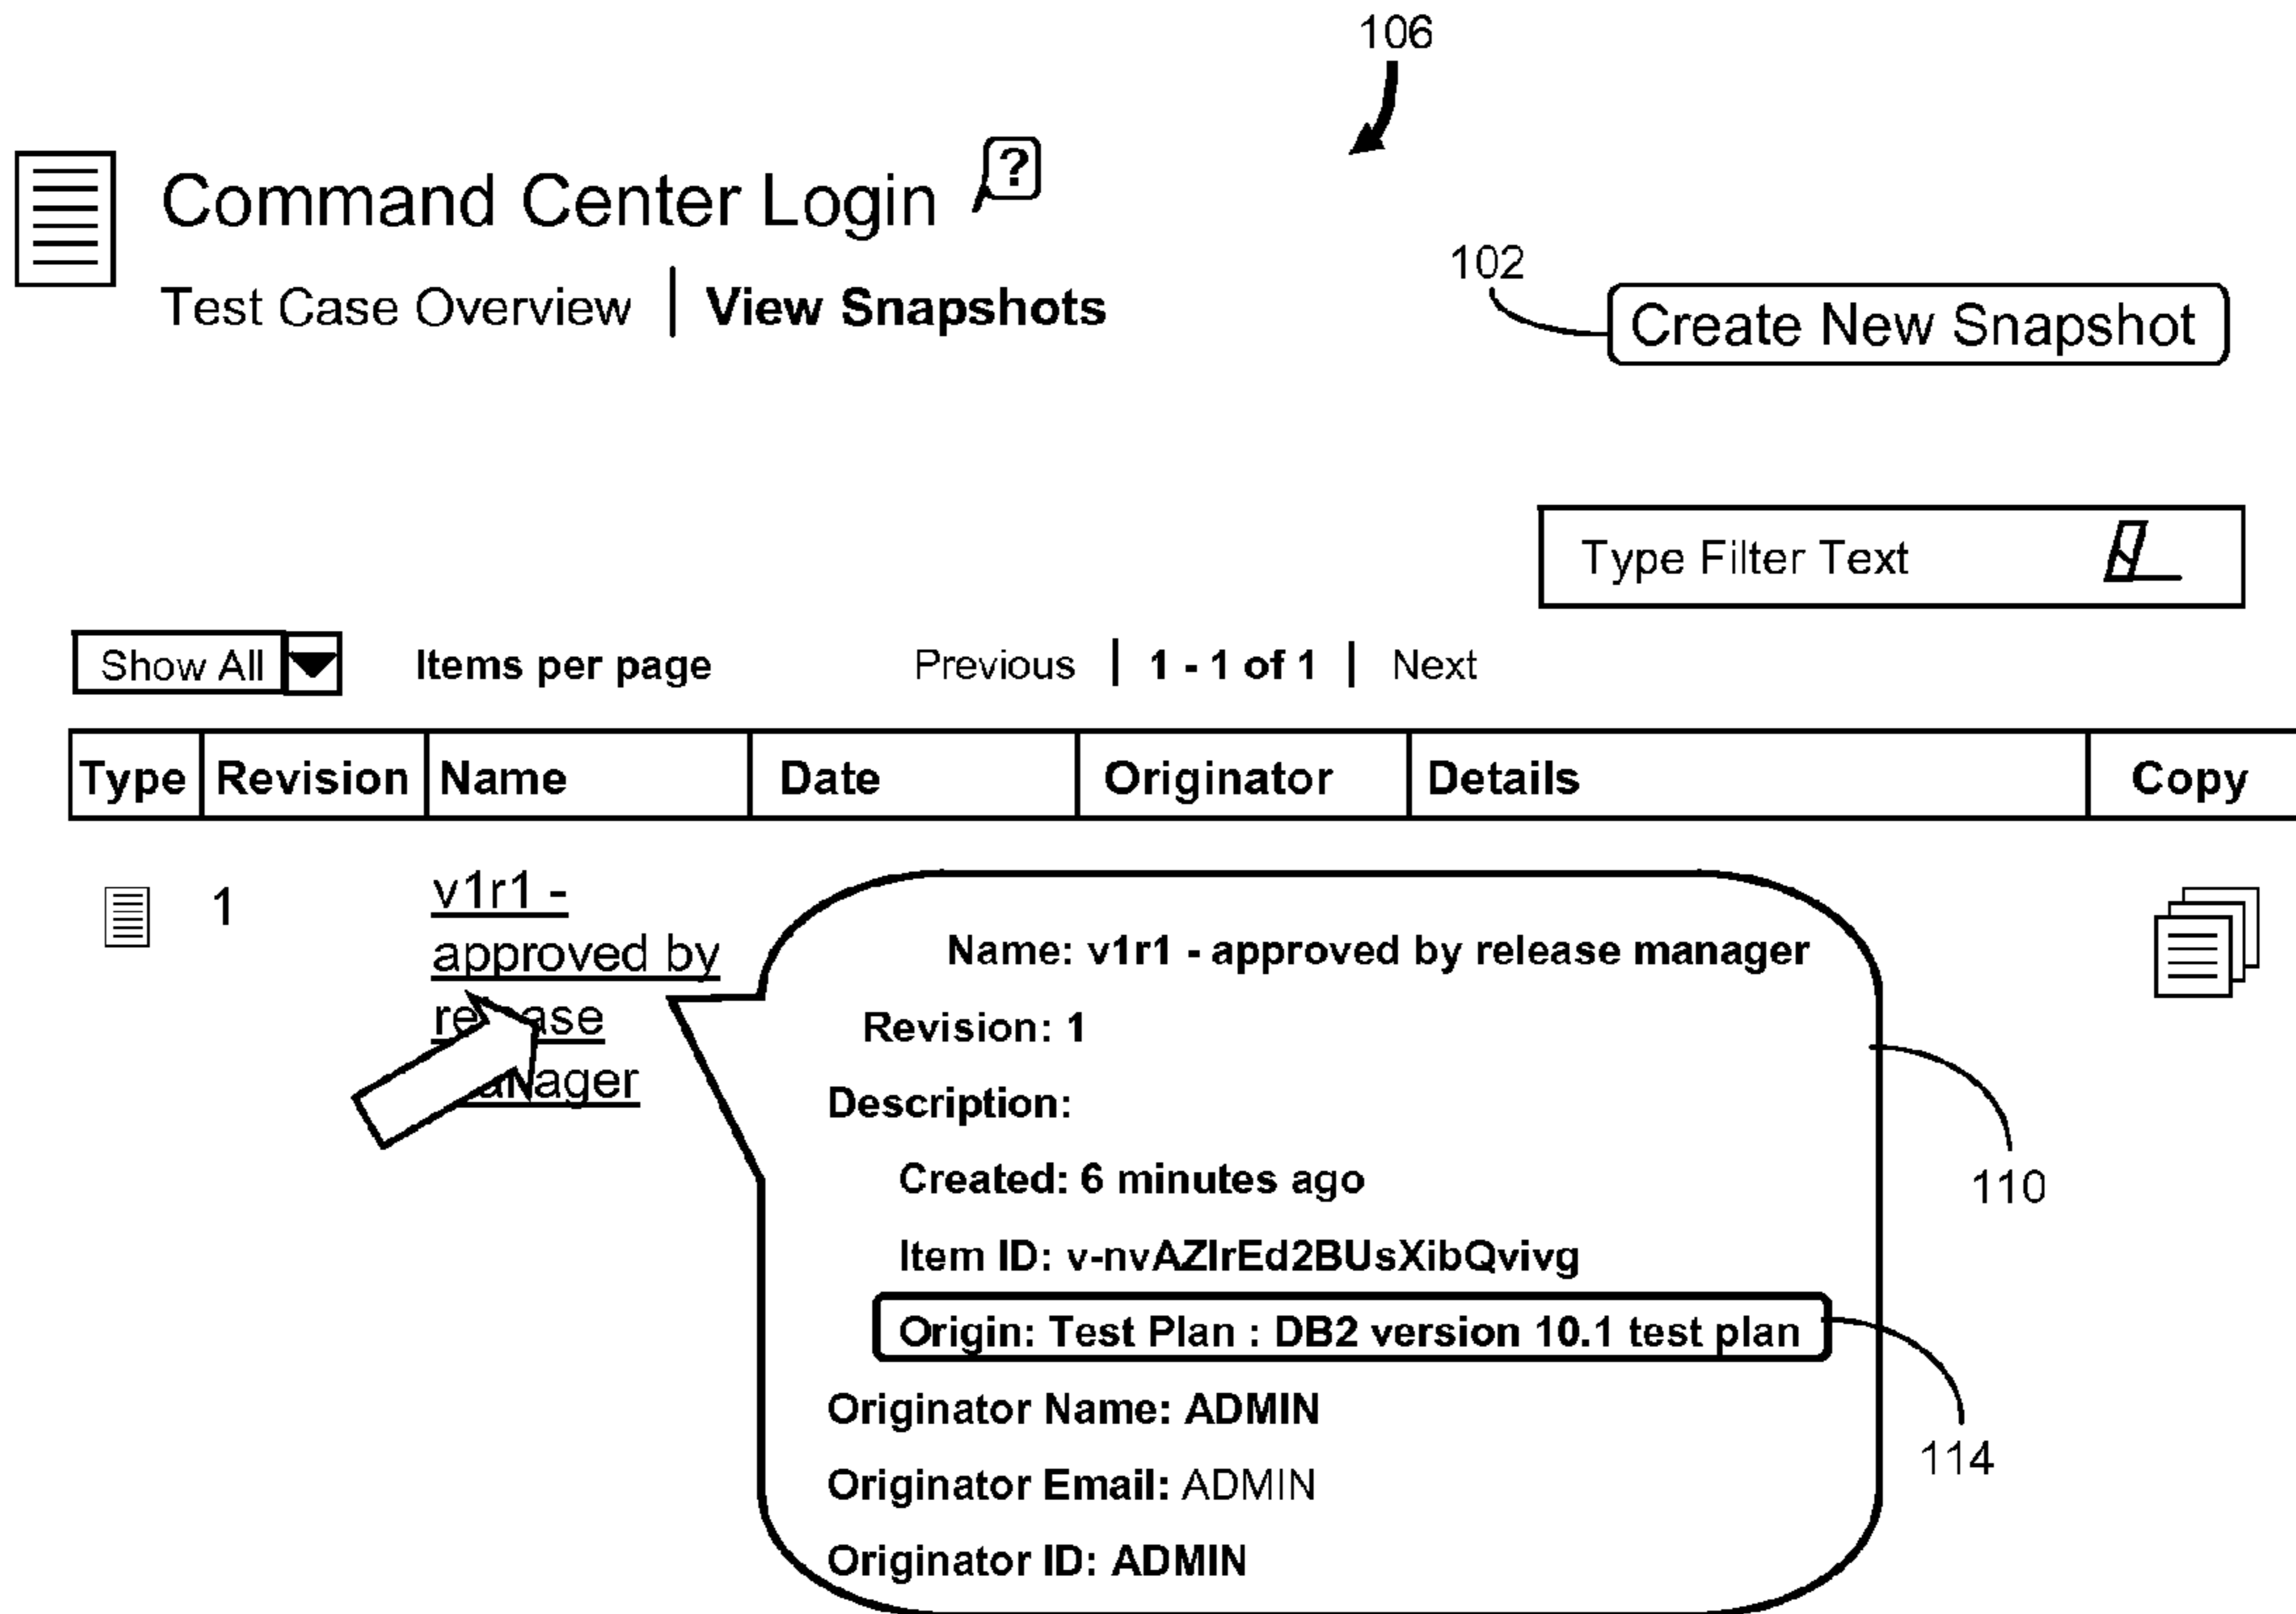 106
Command Center Login ?
Test Case Overview | View Snapshots
102
Create New Snapshot
Type Filter Text
Show All Items per page Previous | 1 - 1 of 1 | Next
Type Revision Name Date Originator Details Copy
1 v1r1 -
approved by
Name: v1r1 - approved by release manager
Revision: 1
Description:
Created: 6 minutes ago
110
Item ID: v-nvAZIrEd2BUsXibQvivg
Origin: Test Plan : DB2 version 10.1 test plan
Originator Name: ADMIN
114
Originator Email: ADMIN
Originator ID: ADMIN